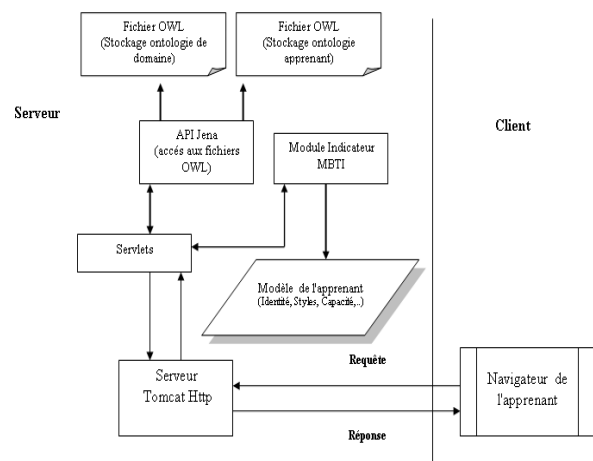 Fichier OWL
(Stockage ontologie de
domaine)
Fichier OWL
(Stockage ontologie
apprenant)
Serveur
Client
API Jena
(accés aux fichiers
OWL)
Module Indicateur
MBTI
Servlets
Modèle de l'apprenant
(Identité, Styles, Capacité,..)
Requête
Serveur
Tomcat Http
Navigateur de
l'apprenant
Réponse